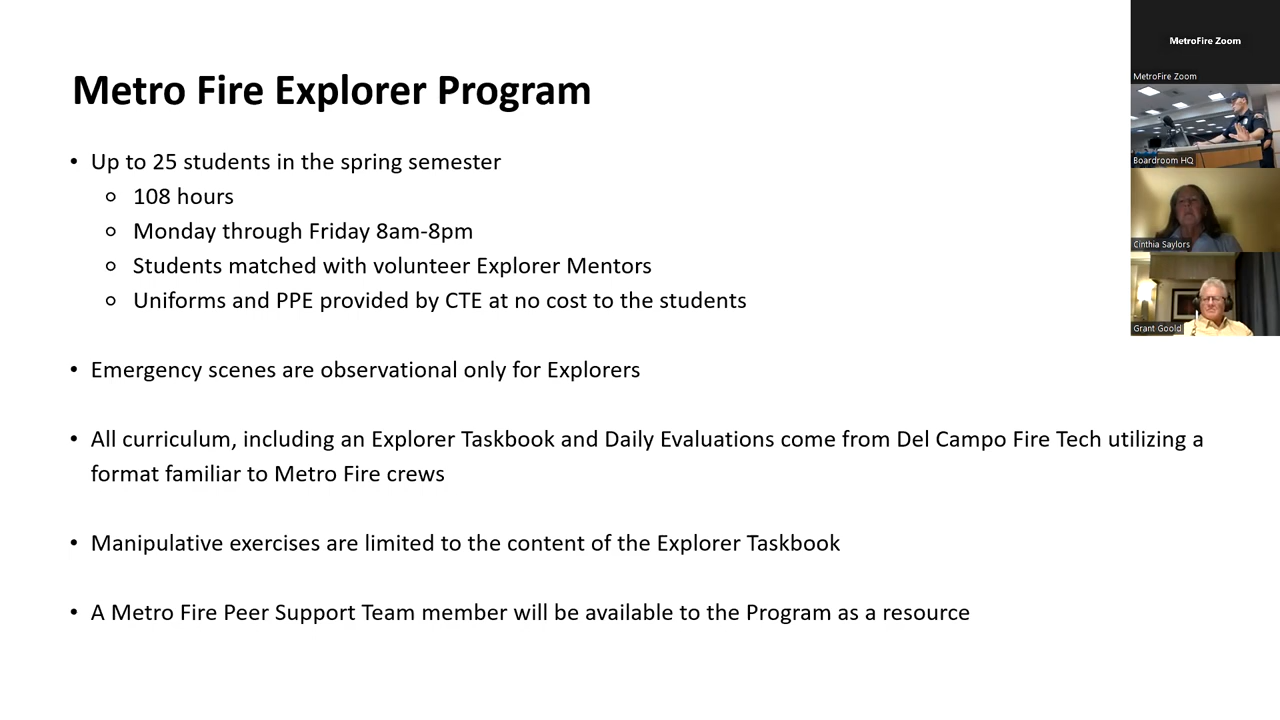 Metro Fire Explorer Program
• Up to 25 students in the spring semester
o 108 hours
o Monday through Friday 8am-8pm
o Students matched with volunteer Explorer Mentors
o Uniforms and PPE provided by CTE at no cost to the students
• Emergency scenes are observational only for Explorers
• All curriculum, including an Explorer Taskbook and Daily Evaluations come from Del Campo Fire Tech utilizing a
format familiar to Metro Fire crews
• Manipulative exercises are limited to the content of the Explorer Taskbook
• A Metro Fire Peer Support Team member will be available to the Program as a resource
MetroFire Zoom
MetroFire Zoom
Boardroom HQ
Cinthia Saylors
Grant Goold